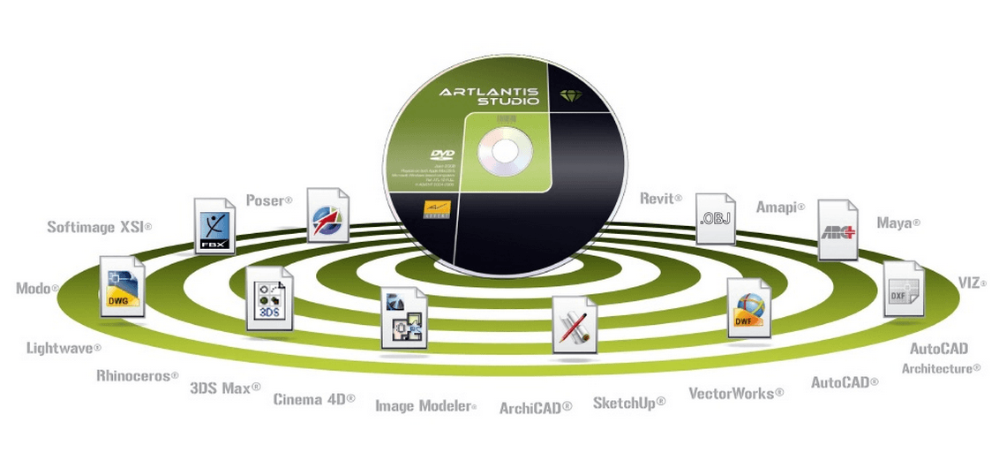 ARTLANTIS
STUDIO
DVD
Poser®
Revit®
Amapi®
Softimage XSI®
FBX
.OBJ
ARC+
Maya®
Modo®
DWG
3DS
DWF
DXF
VIZ®
Lightwave®
AutoCAD
Architecture®
Rhinoceros®
3DS Max®
Cinema 4D®
Image Modeler®
ArchiCAD®
SketchUp®
VectorWorks®
AutoCAD®